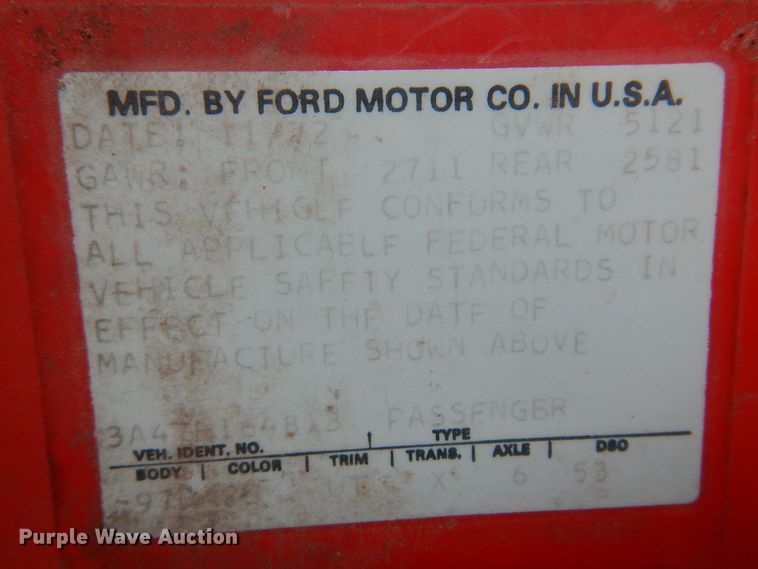 MFD. BY FORD MOTOR CO. IN U.S.A.
DATE: 11/72 GVWR 5121
GAWR: FRONT 2711 REAR 2581
THIS VEHICLE CONFORMS TO
ALL APPLICABLE FEDERAL MOTOR
VEHICLE SAFETY STANDARDS IN
EFFECT ON THE DATE OF
MANUFACTURE SHOWN ABOVE
PASSENGER
VEH. IDENT. NO. TYPE
BODY | COLOR | TRIM | TRANS. | AXLE | DSO
X 6 53
Purple Wave Auction